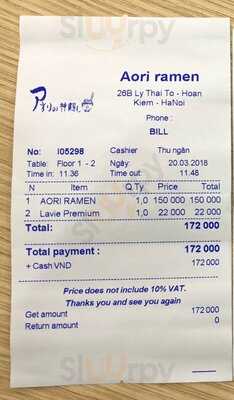 Aori ramen
26B Ly Thai To - Hoan
Kiem - HaNoi
Phone :
BILL
No: I05298 Cashier Thu ngân
Table: Floor 1 - 2 Ngày: 20.03.2018
Time in: 11.36 Time out: 11.48
N Item Q.Ty Price Total
1 AORI RAMEN 1,0 150 000 150 000
2 Lavie Premium 1,0 22 000 22 000
Total: 172 000
Total payment : 172 000
+ Cash VND 172 000
Price does not include 10% VAT.
Thanks you and see you again
Get amount 172 000
Return amount 0